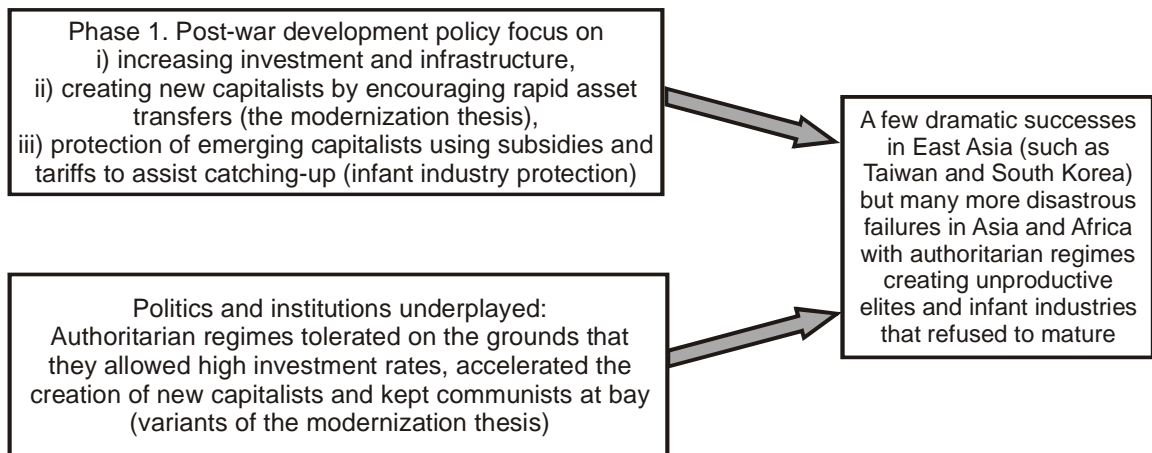 Phase 1. Post-war development policy focus on
i) increasing investment and infrastructure,
ii) creating new capitalists by encouraging rapid asset
transfers (the modernization thesis),
iii) protection of emerging capitalists using subsidies and
tariffs to assist catching-up (infant industry protection)
Politics and institutions underplayed:
Authoritarian regimes tolerated on the grounds that
they allowed high investment rates, accelerated the
creation of new capitalists and kept communists at bay
(variants of the modernization thesis)
A few dramatic successes
in East Asia (such as
Taiwan and South Korea)
but many more disastrous
failures in Asia and Africa
with authoritarian regimes
creating unproductive
elites and infant industries
that refused to mature